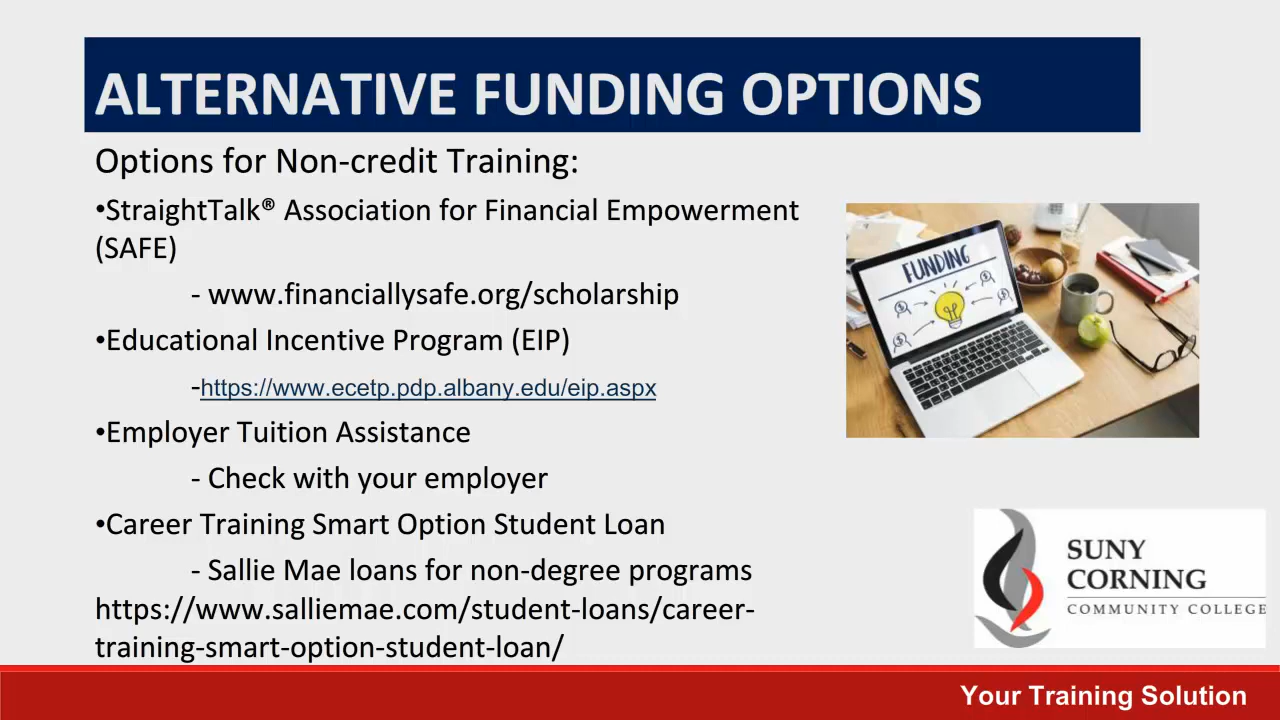 ALTERNATIVE FUNDING OPTIONS
Options for Non-credit Training:
•StraightTalk® Association for Financial Empowerment
(SAFE)
- www.financiallysafe.org/scholarship
•Educational Incentive Program (EIP)
-https://www.ecetp.pdp.albany.edu/eip.aspx
•Employer Tuition Assistance
- Check with your employer
•Career Training Smart Option Student Loan
- Sallie Mae loans for non-degree programs
https://www.salliemae.com/student-loans/career-
training-smart-option-student-loan/
FUNDING
SUNY
CORNING
COMMUNITY COLLEGE
Your Training Solution